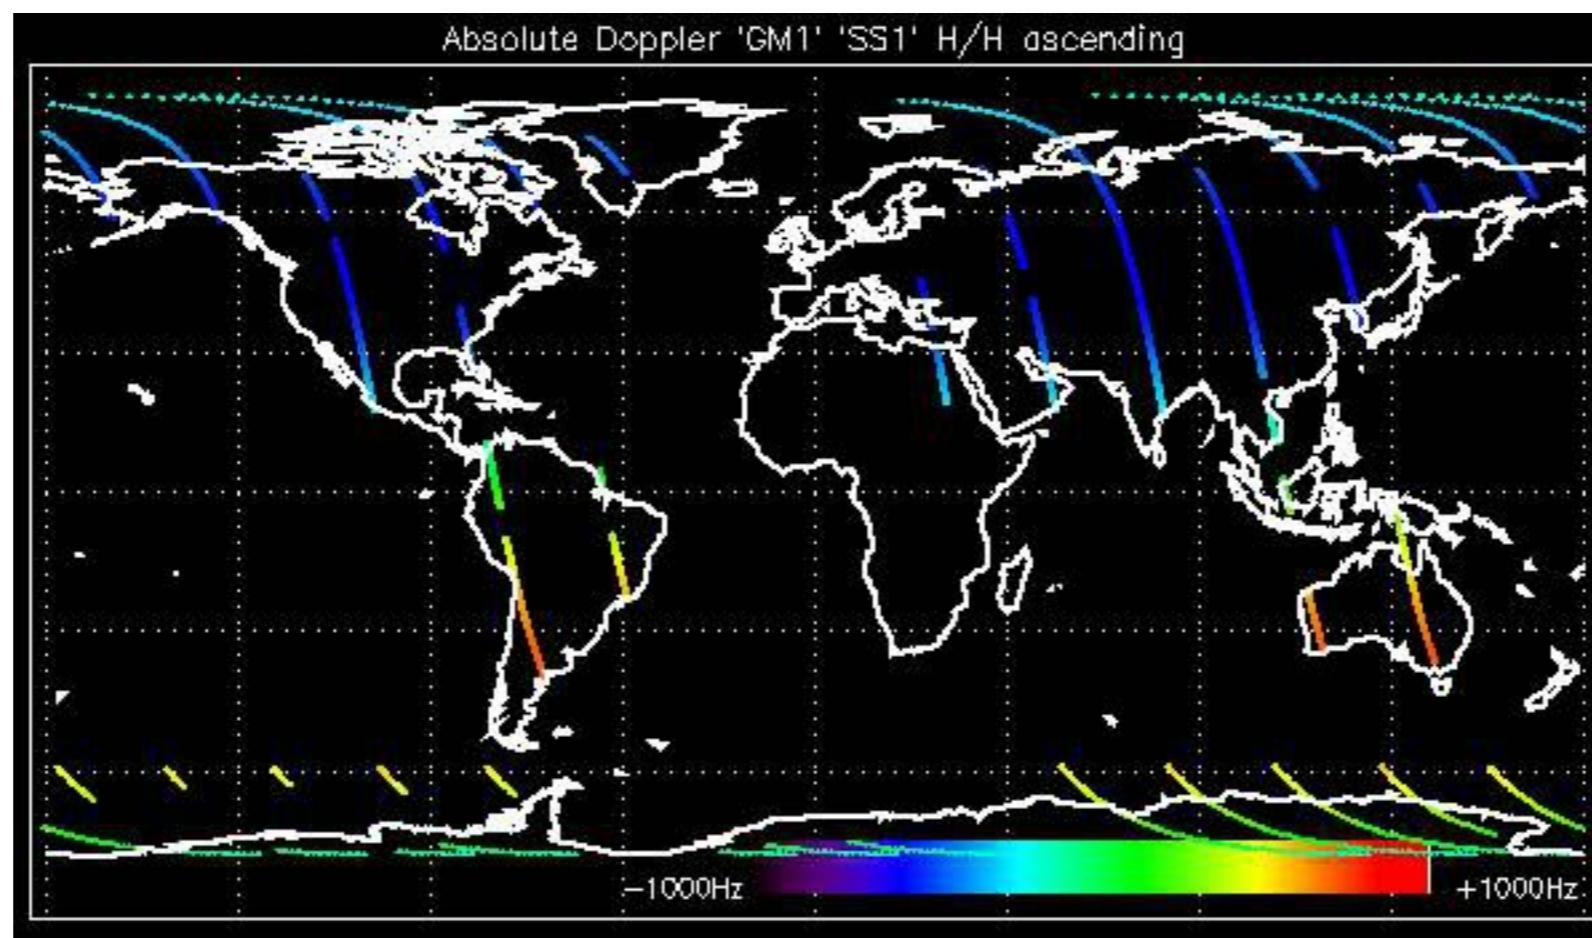 Absolute Doppler 'GM1' 'SS1' H/H ascending
−1000Hz
+1000Hz